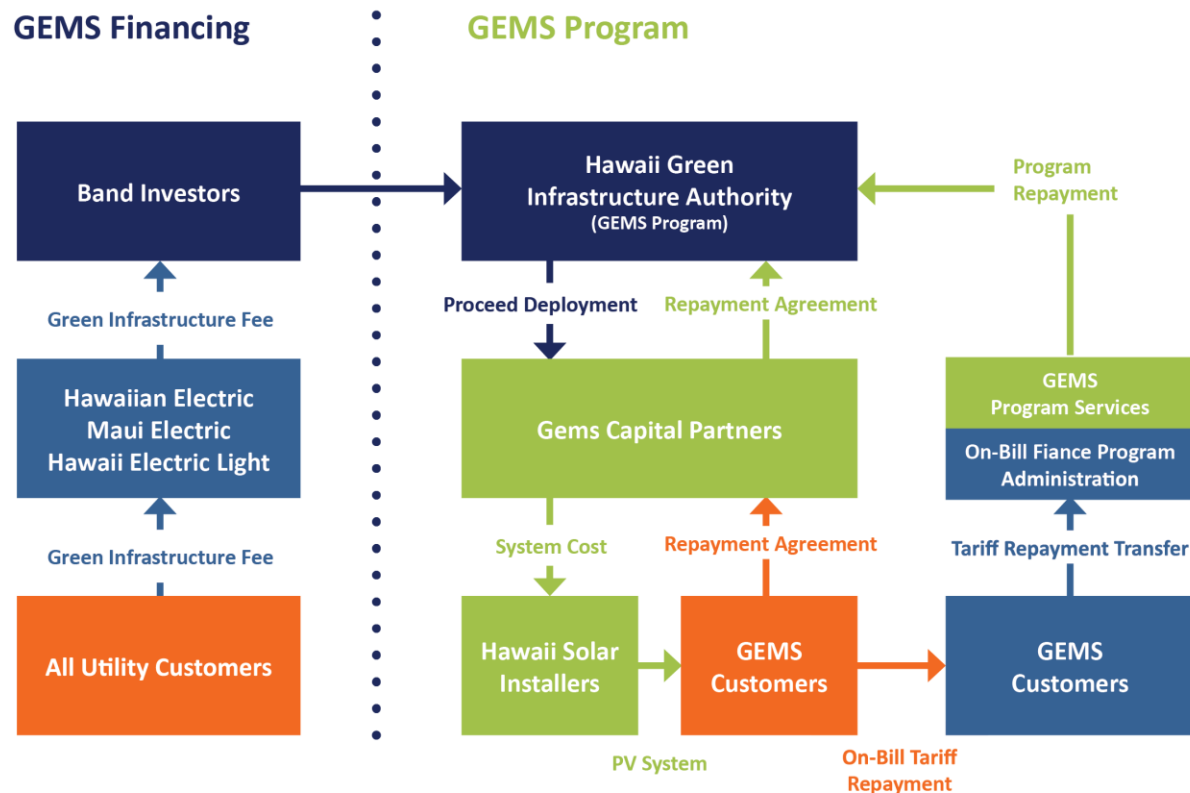 GEMS Financing
GEMS Program
Band Investors
Hawaii Green
Infrastructure Authority
(GEMS Program)
Program
Repayment
Green Infrastructure Fee
Proceed Deployment
Repayment Agreement
Hawaiian Electric
Maui Electric
Hawaii Electric Light
Gems Capital Partners
GEMS
Program Services
On-Bill Fiance Program
Administration
Green Infrastructure Fee
System Cost
Repayment Agreement
Tariff Repayment Transfer
All Utility Customers
Hawaii Solar
Installers
GEMS
Customers
GEMS
Customers
PV System
On-Bill Tariff
Repayment